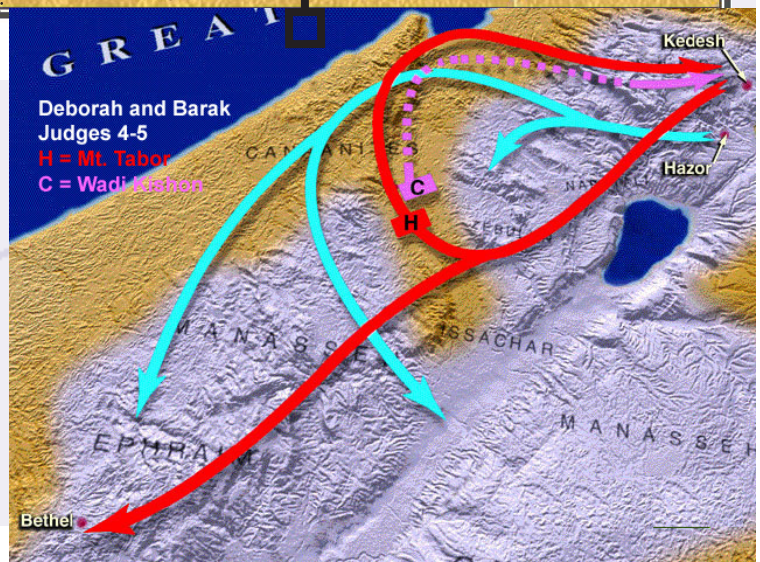 GREAT
Kedesh
Deborah and Barak
Judges 4-5
H = Mt. Tabor
C = Wadi Kishon
CANAANITES
Hazor
NAPHTALI
C
H
ZEBULUN
MANASSEH
ISSACHAR
MANASSEH
EPHRAIM
Bethel